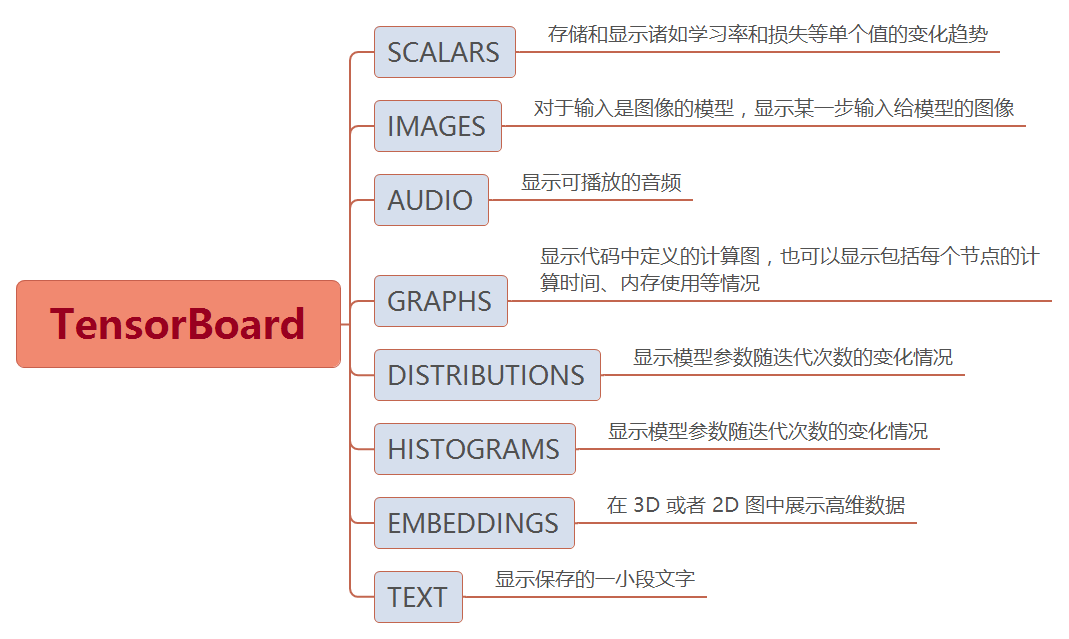 TensorBoard
SCALARS
存储和显示诸如学习率和损失等单个值的变化趋势
IMAGES
对于输入是图像的模型，显示某一步输入给模型的图像
AUDIO
显示可播放的音频
GRAPHS
显示代码中定义的计算图，也可以显示包括每个节点的计
算时间、内存使用等情况
DISTRIBUTIONS
显示模型参数随迭代次数的变化情况
HISTOGRAMS
显示模型参数随迭代次数的变化情况
EMBEDDINGS
在 3D 或者 2D 图中展示高维数据
TEXT
显示保存的一小段文字